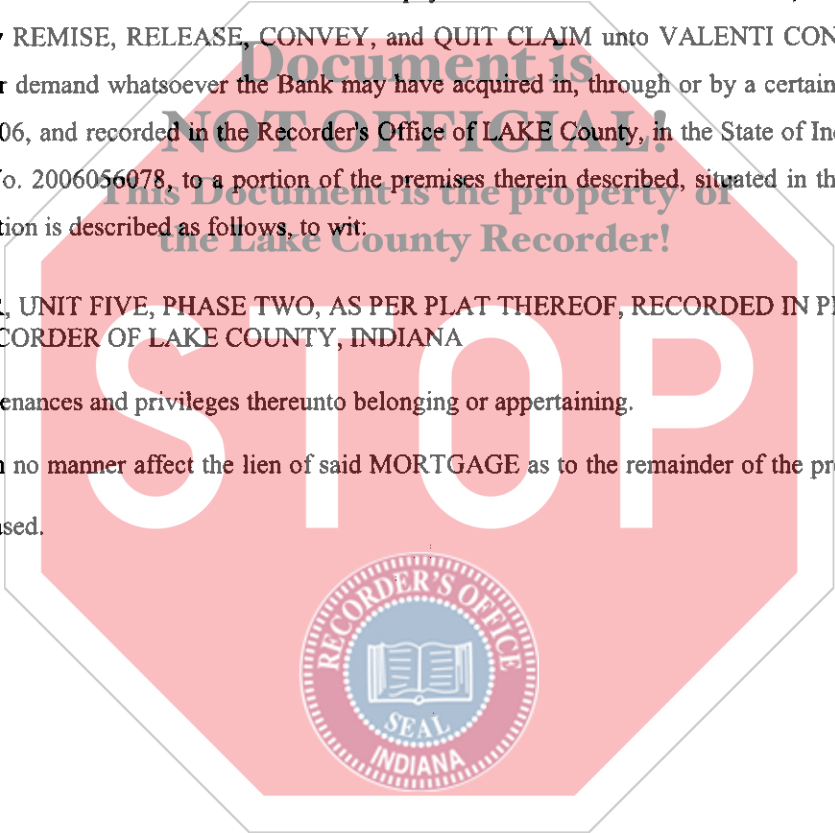 REMISE, RELEASE, CONVEY, and QUIT CLAIM unto VALENTI CON
demand whatsoever the Bank may have acquired in, through or by a certain
Document is
06, and recorded in the Recorder's Office of LAKE County, in the State of In
NOT OFFICIAL!
o. 2006056078, to a portion of the premises therein described, situated in th
This Document is the property of
tion is described as follows, to wit:
the Lake County Recorder!
, UNIT FIVE, PHASE TWO, AS PER PLAT THEREOF, RECORDED IN
CORDER OF LAKE COUNTY, INDIANA
enances and privileges thereunto belonging or appertaining.
no manner affect the lien of said MORTGAGE as to the remainder of the
sed.
STOP
RECORDER'S OFFICE
SEAL
INDIANA